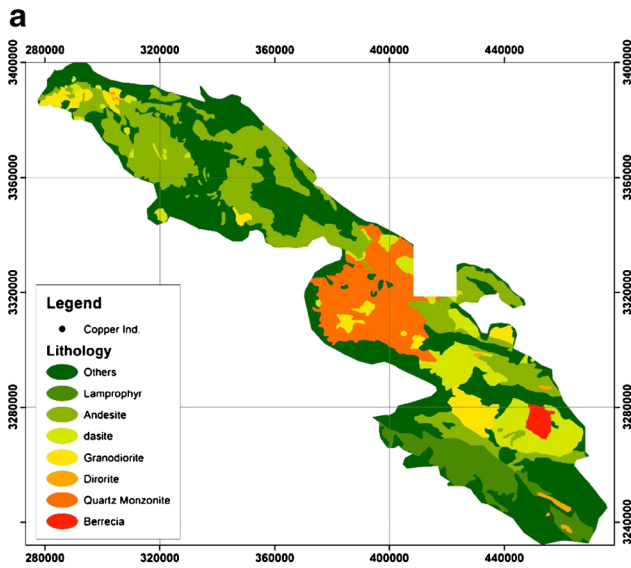 a
280000 320000 360000 400000 440000
3400000 3400000
3360000 3360000
3320000 3320000
3280000 3280000
3240000
Legend
Copper Ind.
Lithology
Others
Lamprophyr
Andesite
dasite
Granodiorite
Dirorite
Quartz Monzonite
Berrecia
280000 320000 360000 400000 440000